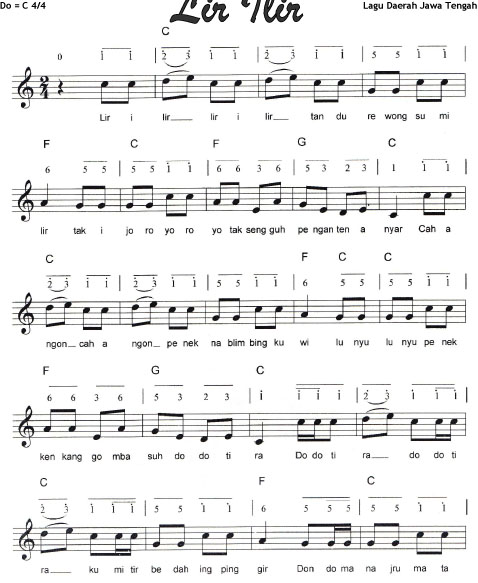 Do = C 4/4 Lir Ilir Lagu Daerah Jawa Tengah
C
0 1 1 2 3 1 1 2 3 1 1 5 5 1 1
2 4
Lir i lir lir i lir tan du re wong su mi
F C F G C
6 5 5 5 5 1 1 6 6 3 6 5 3 2 3 1 1 1
lir tak i jo ro yo ro yo tak seng guh pe ngan ten a nyar Cah a
C F C C
2 3 1 1 2 3 1 1 5 5 1 1 6 5 5 5 5 1 1
ngon cah a ngon pe nek na blim bing ku wi lu nyu lu nyu pe nek
F G C
6 6 3 6 5 3 2 3 1 1 1 1 2 3 1 1 1
ken kang go mba suh do do ti ra Do do ti ra do do ti
C F C
2 3 1 1 1 5 5 1 1 6 5 5 5 5 5 1 1
ra ku mi tir be dah ing ping gir Don do ma na jru ma ta